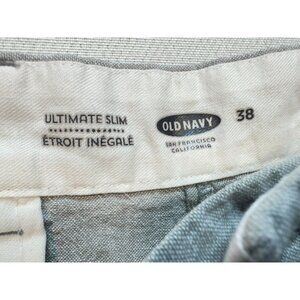 ULTIMATE SLIM
ÉTROIT INÉGALÉ
OLD NAVY
SAN FRANCISCO
CALIFORNIA
38